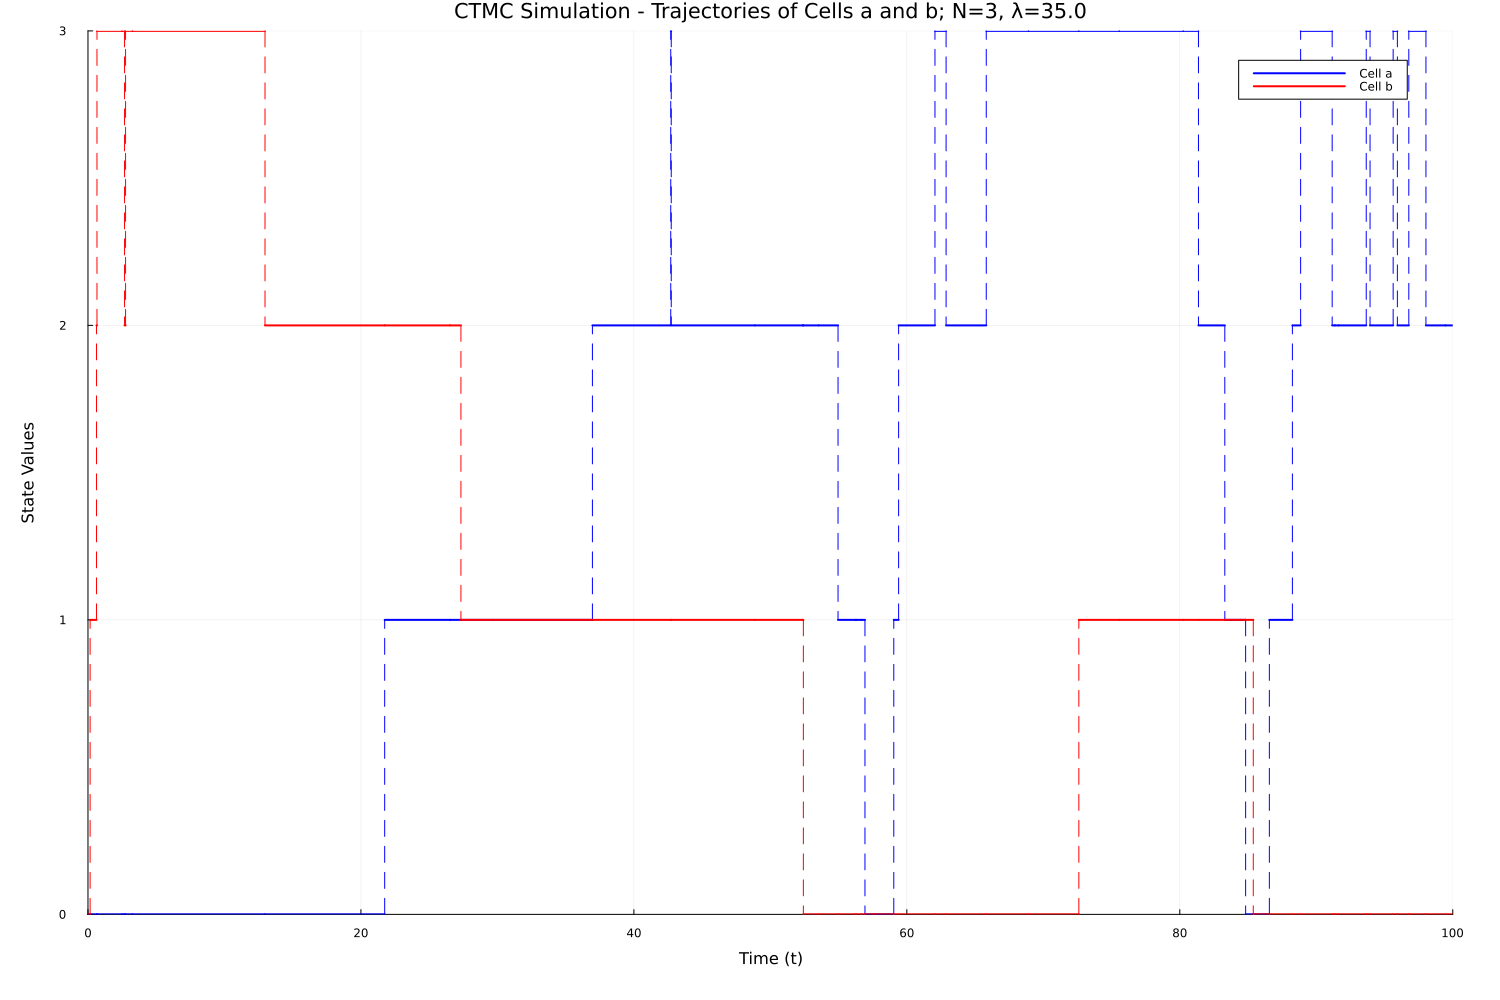 CTMC Simulation - Trajectories of Cells a and b; N=3, λ=35.0
3
Cell a
Cell b
2
State Values
1
0
0 20 40 60 80 100
Time (t)